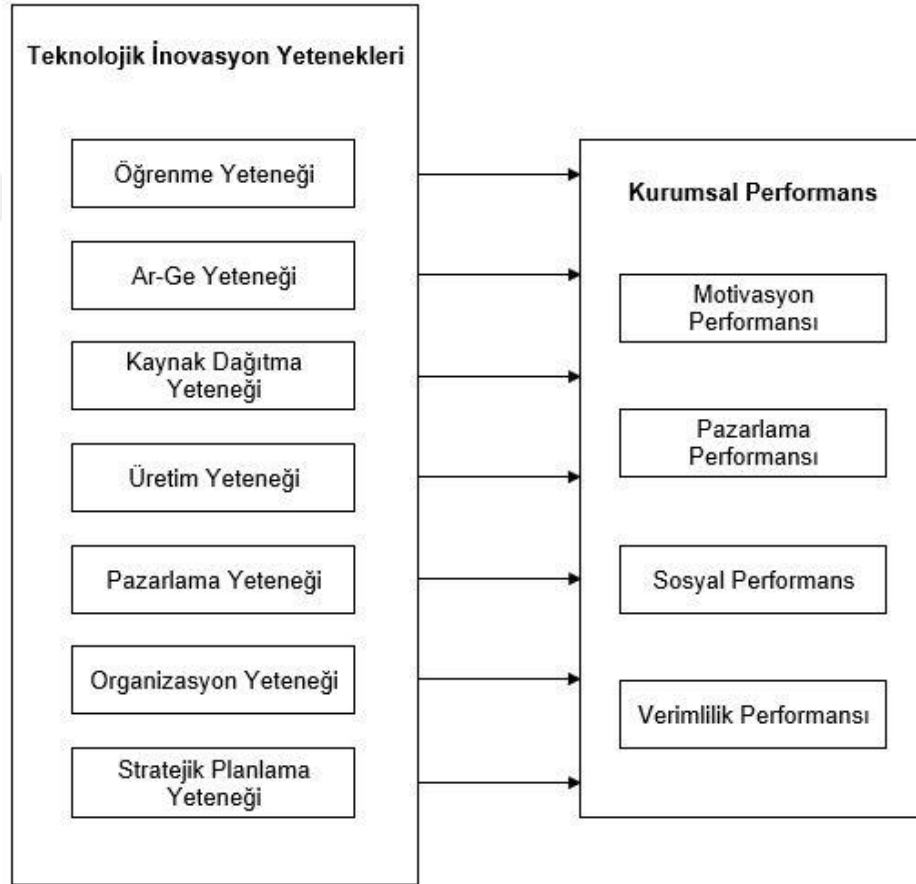 Teknolojik İnovasyon Yetenekleri
Öğrenme Yeteneği
Ar-Ge Yeteneği
Kaynak Dağıtma
Yeteneği
Üretim Yeteneği
Pazarlama Yeteneği
Organizasyon Yeteneği
Stratejik Planlama
Yeteneği
Kurumsal Performans
Motivasyon
Performansı
Pazarlama
Performansı
Sosyal Performans
Verimlilik Performansı